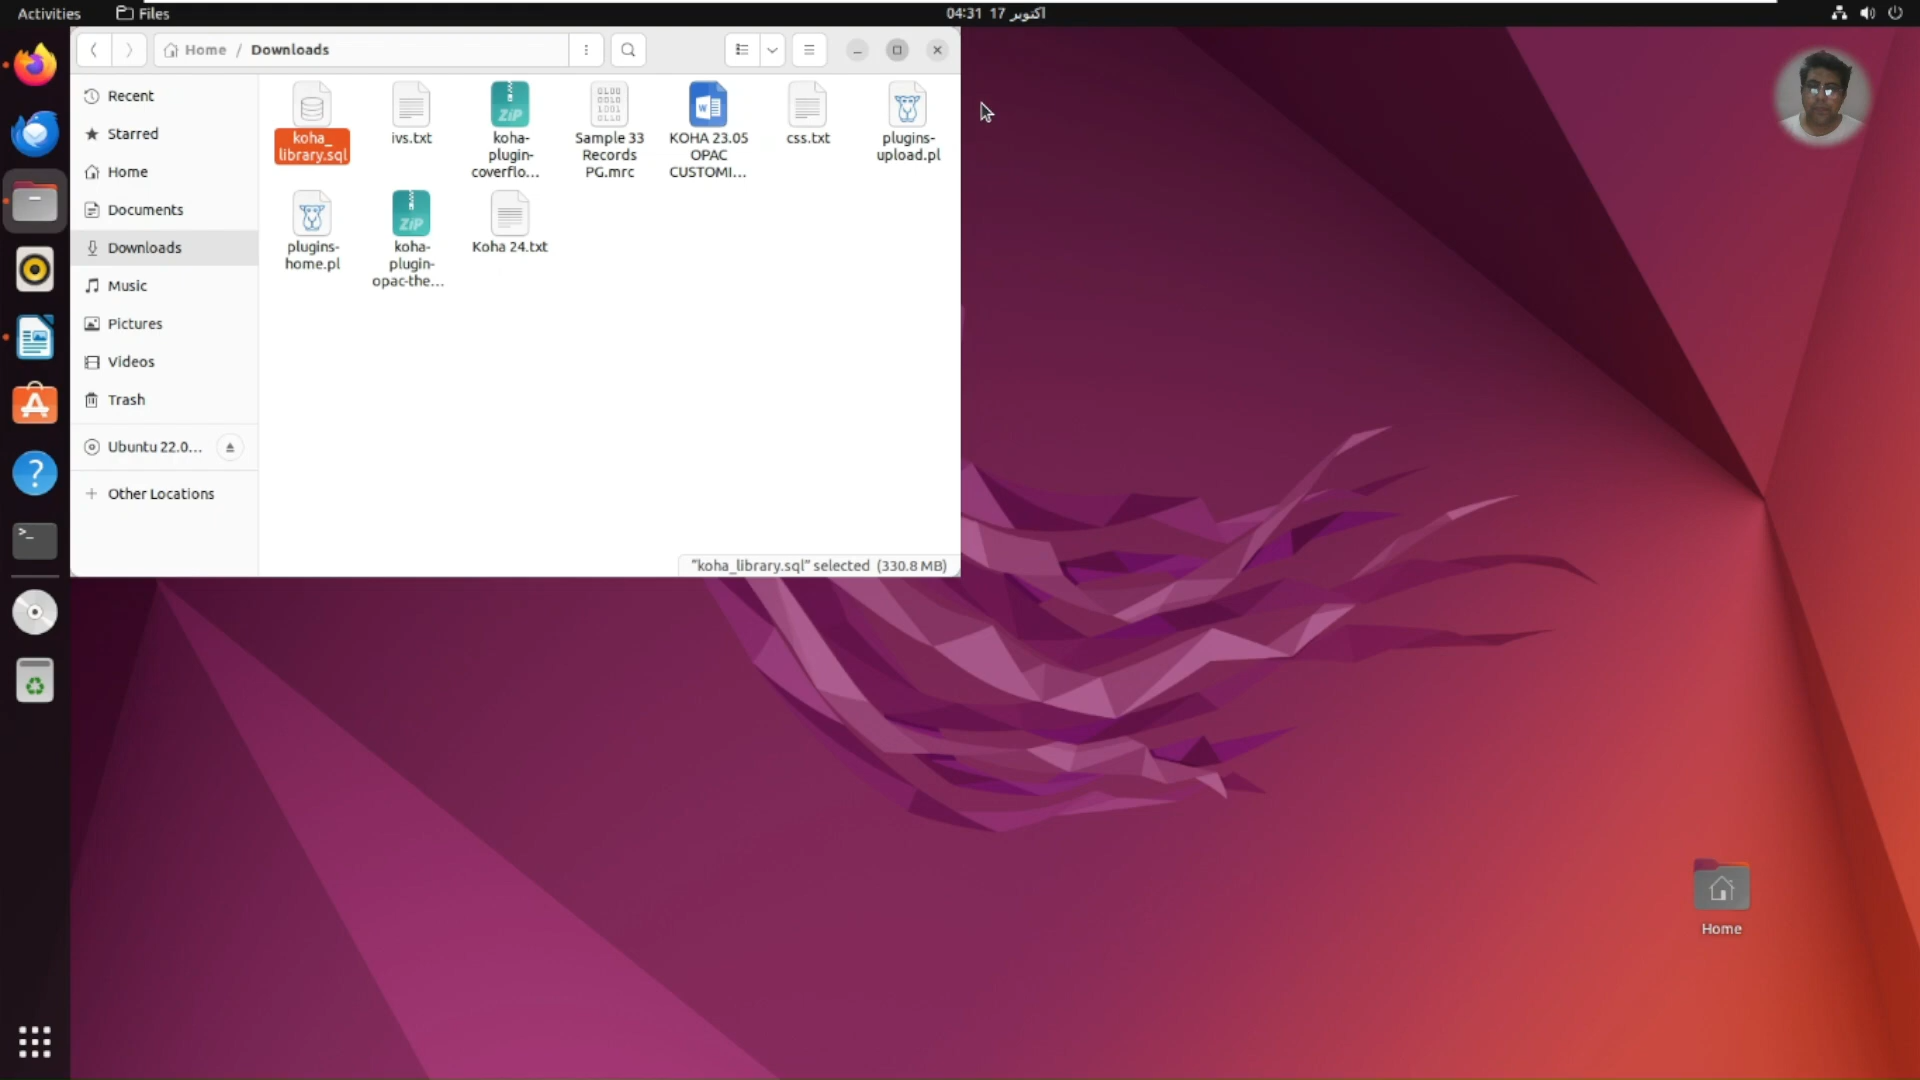 Activities
Files
04:31 17 اکتوبر
Home / Downloads
Recent
Starred
Home
Documents
Downloads
Music
Pictures
Videos
Trash
Ubuntu 22.0...
Other Locations
koha_
library.sql
ivs.txt
ZIP
koha-
plugin-
coverflo...
Sample 33
Records
PG.mrc
W
KOHA 23.05
OPAC
CUSTOMI...
css.txt
plugins-
upload.pl
plugins-
home.pl
ZIP
koha-
plugin-
opac-the...
Koha 24.txt
"koha_library.sql" selected (330.8 MB)
Home